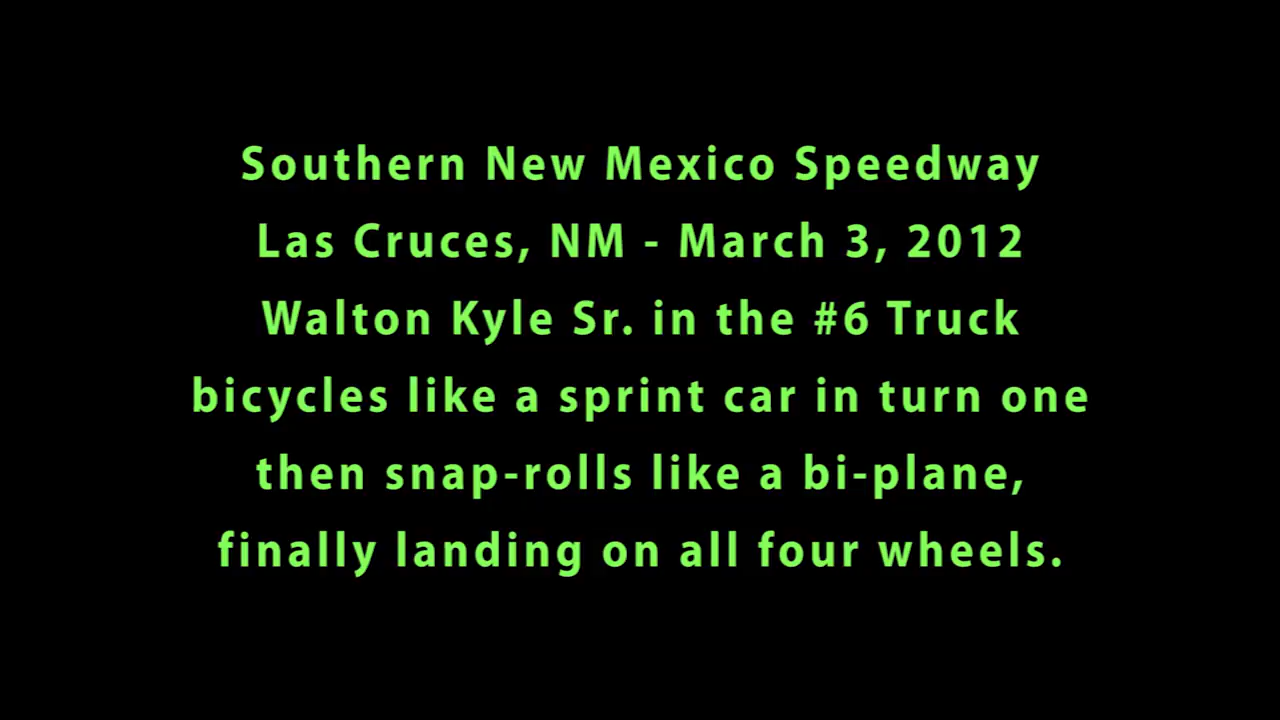 Southern New Mexico Speedway
Las Cruces, NM - March 3, 2012
Walton Kyle Sr. in the #6 Truck
bicycles like a sprint car in turn one
then snap-rolls like a bi-plane,
finally landing on all four wheels.